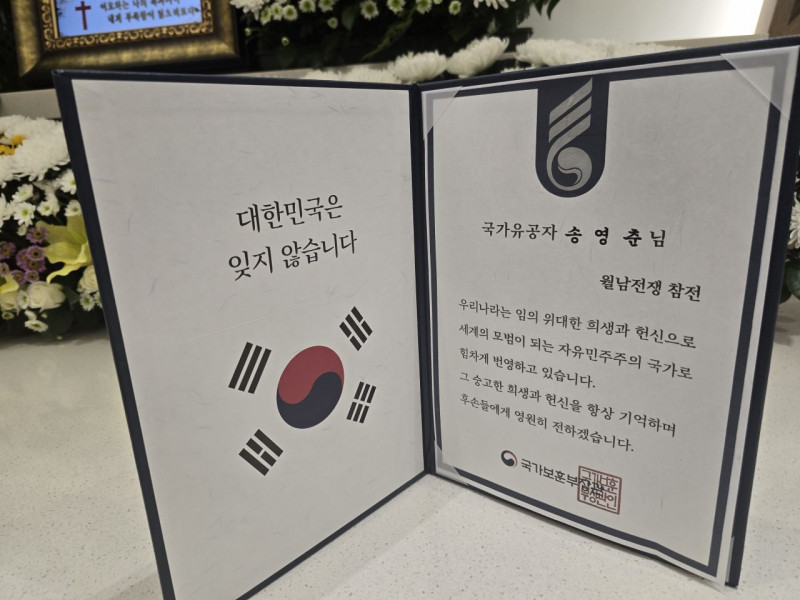 대한민국은
잊지 않습니다
국가유공자 송영춘님
월남전쟁 참전
우리나라는 임의 위대한 희생과 헌신으로
세계의 모범이 되는 자유민주주의 국가로
힘차게 번영하고 있습니다.
그 숭고한 희생과 헌신을 항상 기억하며
후손들에게 영원히 전하겠습니다.
국가보훈부장관